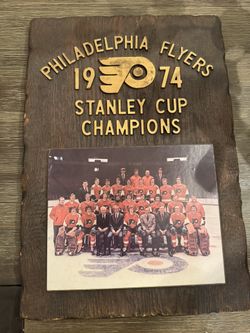 PHILADELPHIA FLYERS
1974
STANLEY CUP
CHAMPIONS